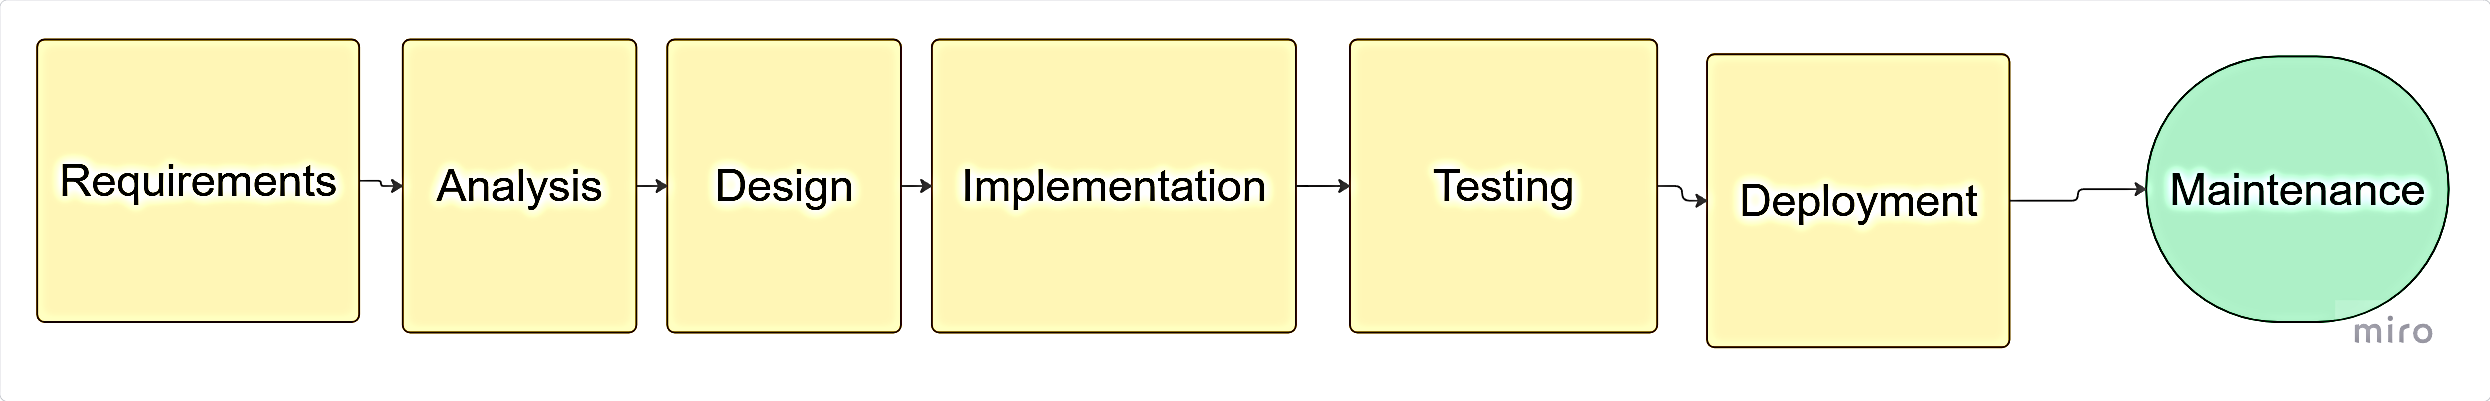 Requirements
Analysis
Design
Implementation
Testing
Deployment
Maintenance
miro